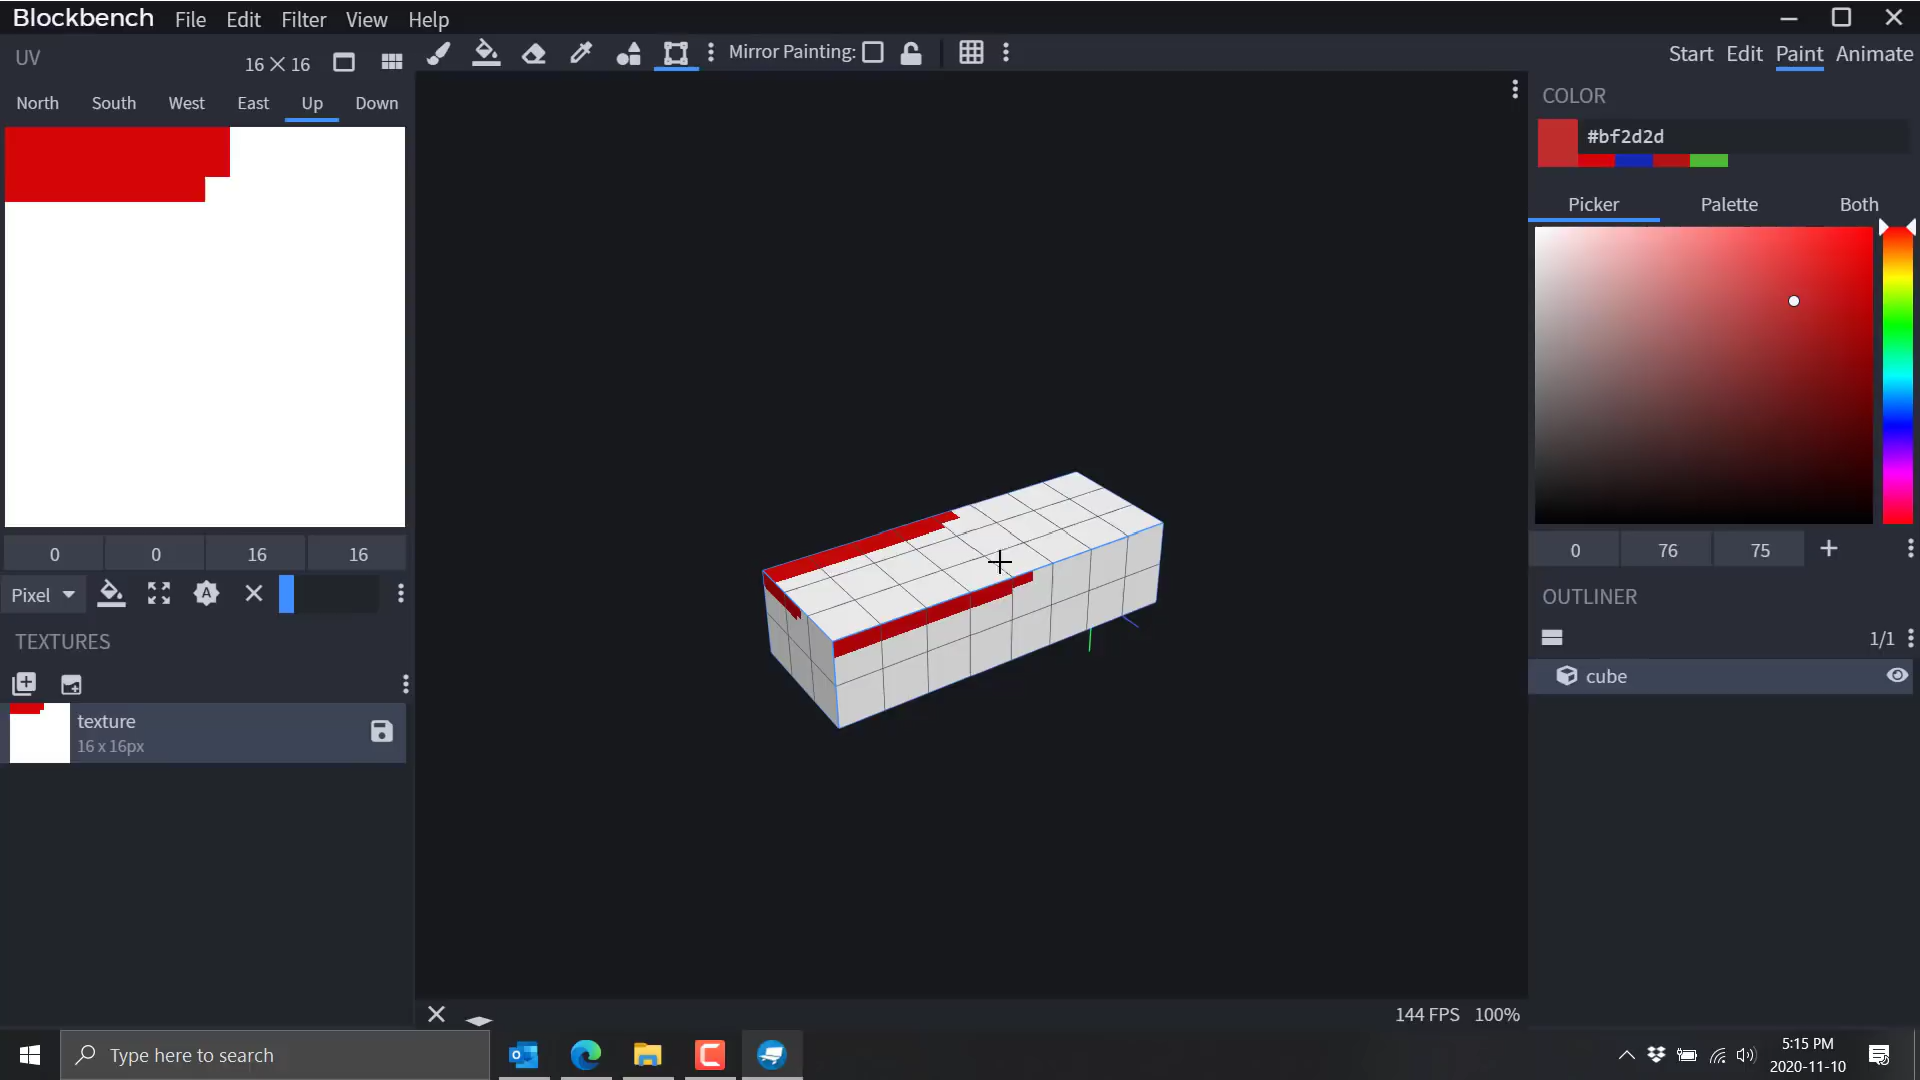 Blockbench File Edit Filter View Help
UV 16 × 16 Mirror Painting: Start Edit Paint Animate
North South West East Up Down
COLOR
#bf2d2d
Picker Palette Both
0 0 16 16
0 76 75
Pixel
OUTLINER
TEXTURES
1/1
cube
texture
16 x 16px
144 FPS 100%
Type here to search
5:15 PM
2020-11-10